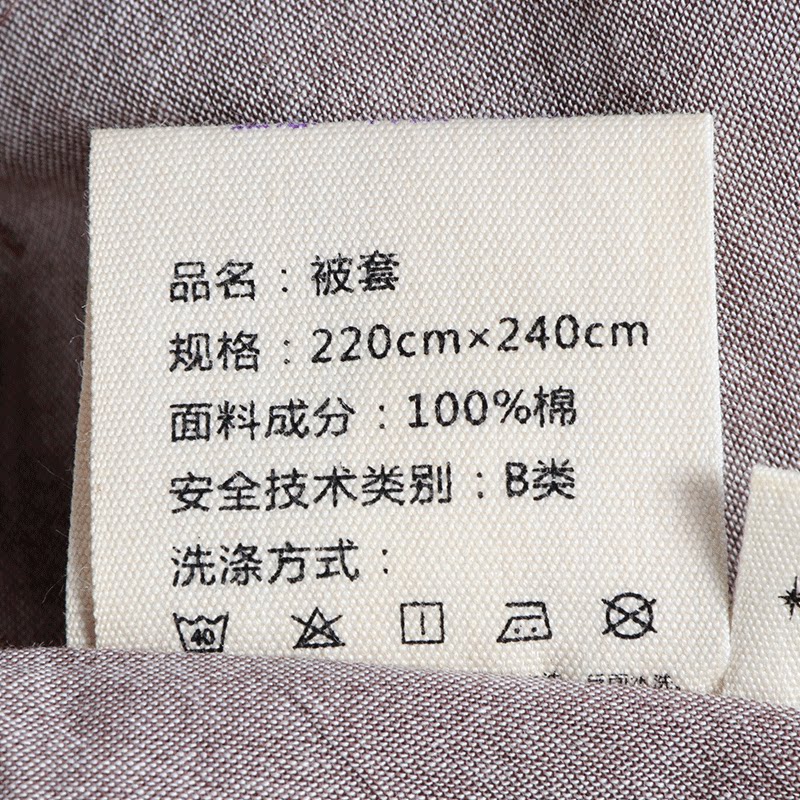 品名：被套
规格：220cm×240cm
面料成分：100%棉
安全技术类别：B类
洗涤方式：
40